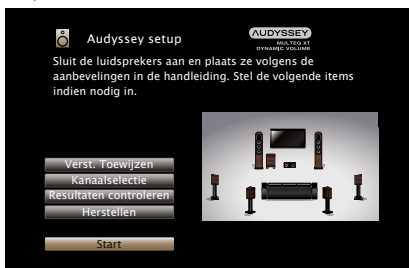 Audyssey setup
AUDYSSEY
MULTEQ XT
DYNAMIC VOLUME
Sluit de luidsprekers aan en plaats ze volgens de
aanbevelingen in de handleiding. Stel de volgende items
indien nodig in.
Verst. Toewijzen
Kanaalselectie
Resultaten controleren
Herstellen
Start